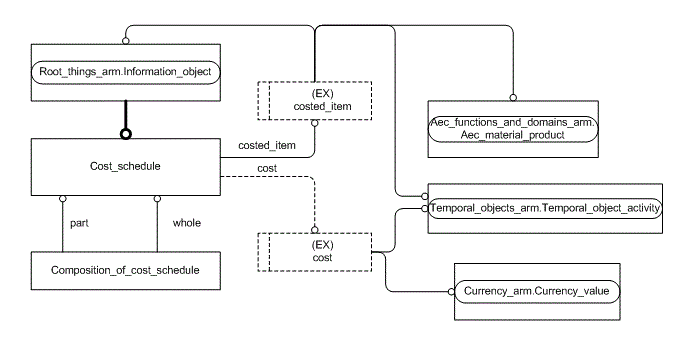 Root_things_arm.Information_object
(EX)
costed_item
Aec_functions_and_domains_arm.
Aec_material_product
costed_item
Cost_schedule
cost
Temporal_objects_arm.Temporal_object_activity
part
whole
(EX)
cost
Composition_of_cost_schedule
Currency_arm.Currency_value